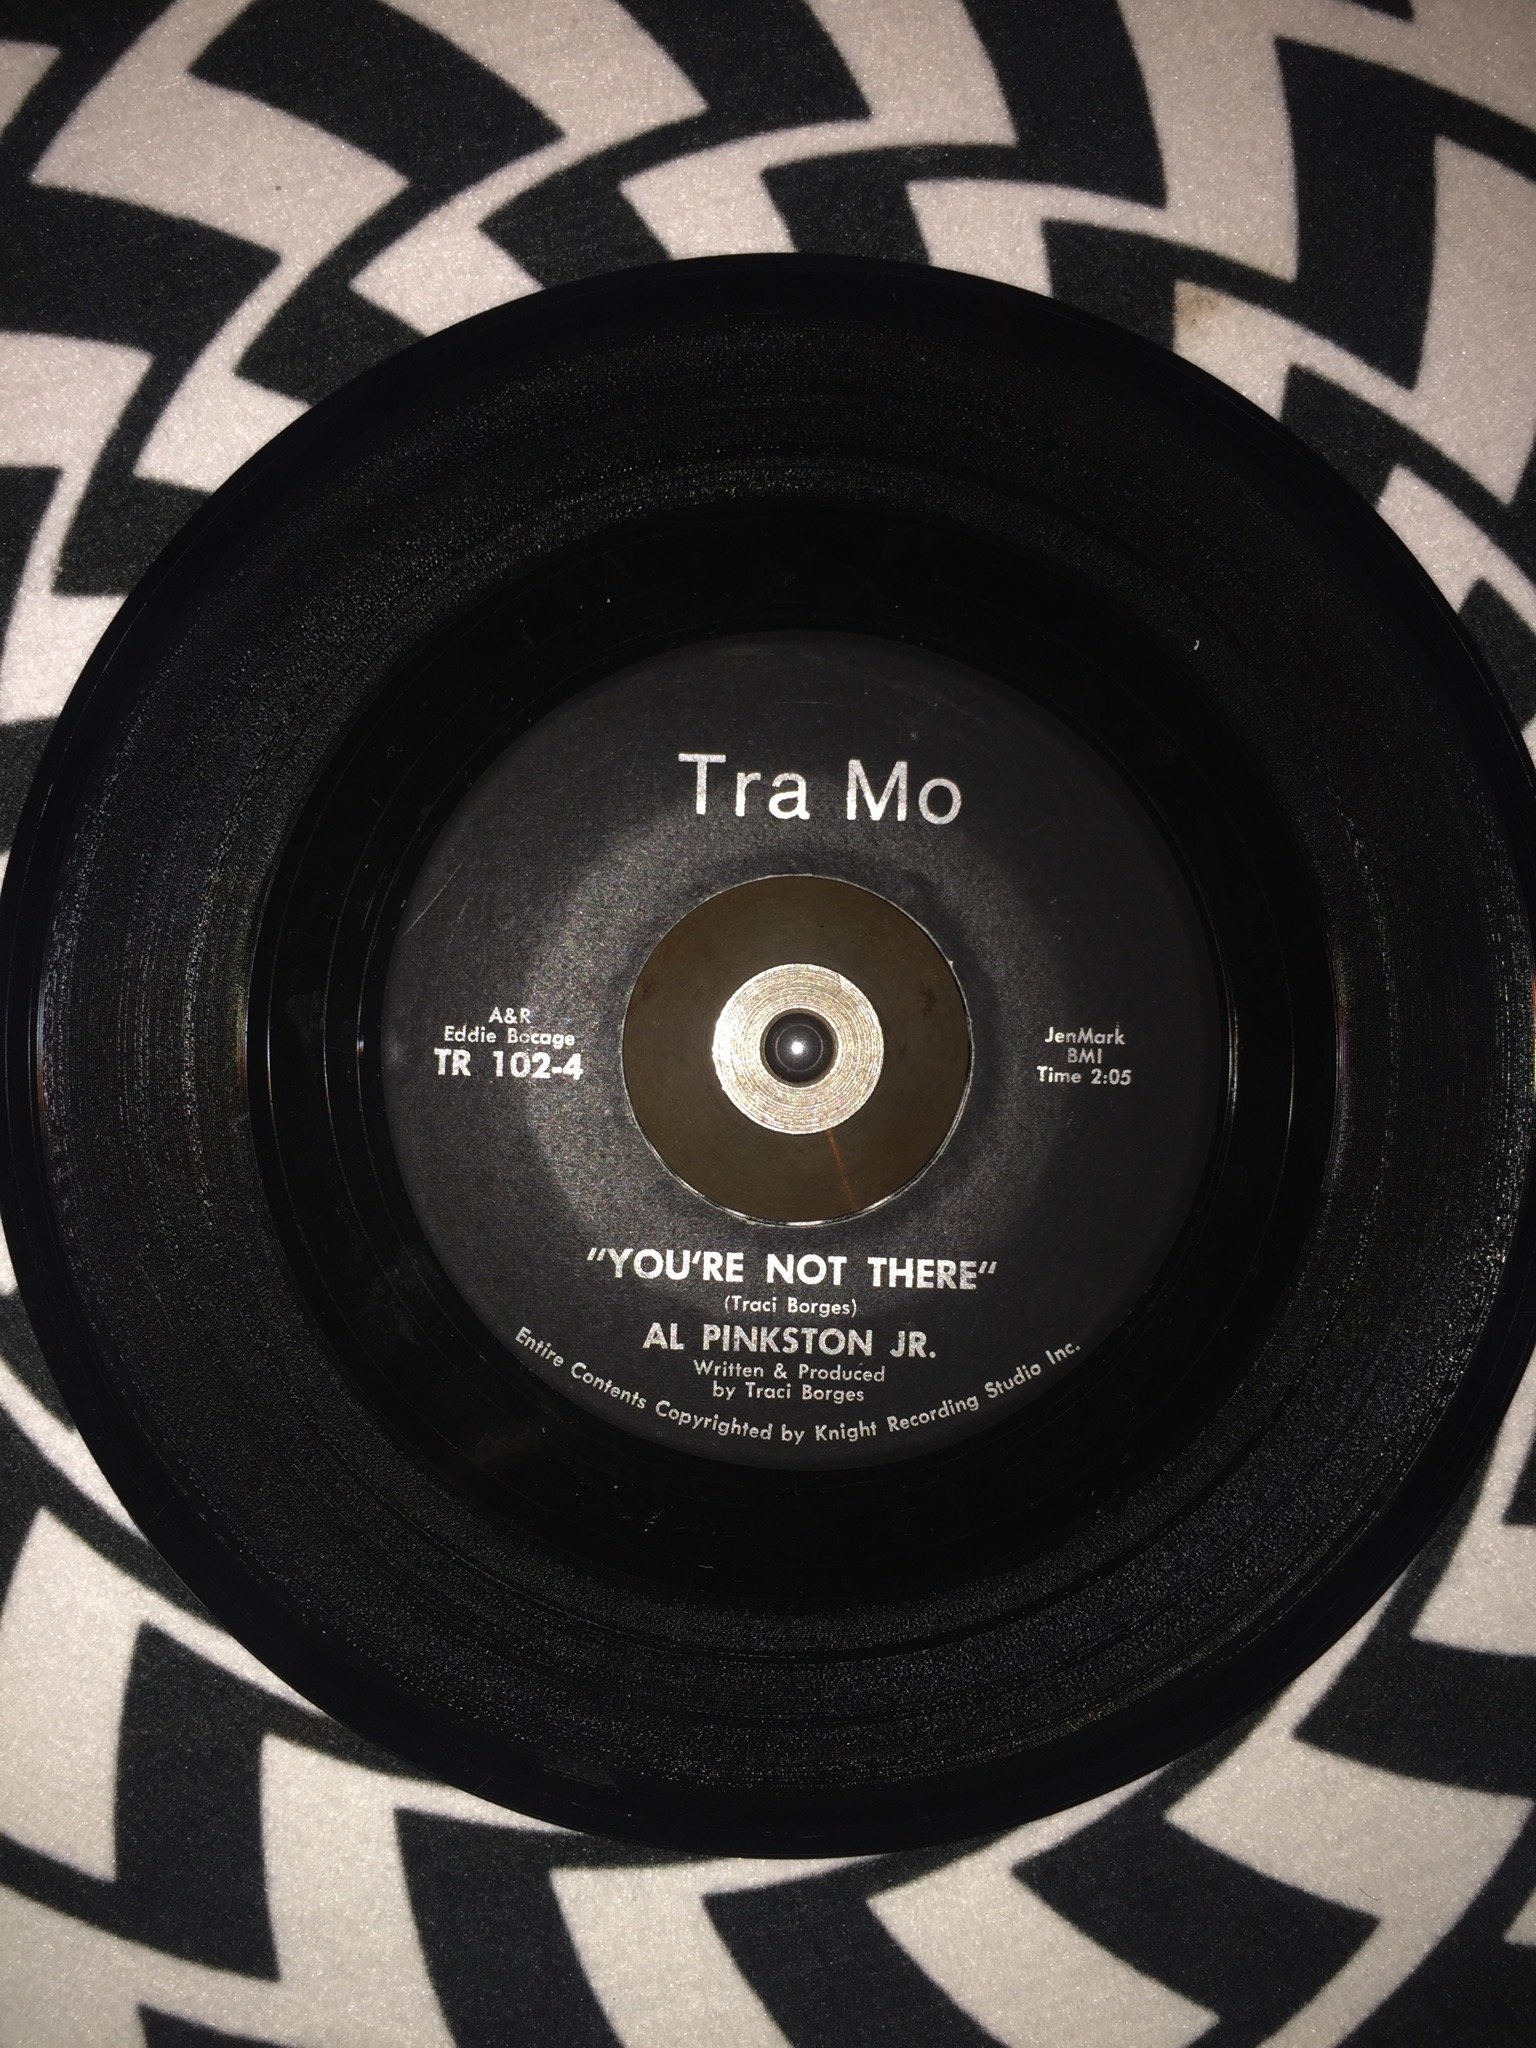 Tra Mo
A&R
Eddie Bocage
TR 102-4
JenMark
BMI
Time 2:05
"YOU'RE NOT THERE"
(Traci Borges)
AL PINKSTON JR.
Written & Produced
by Traci Borges
Entire Contents Copyrighted by Knight Recording Studio Inc.